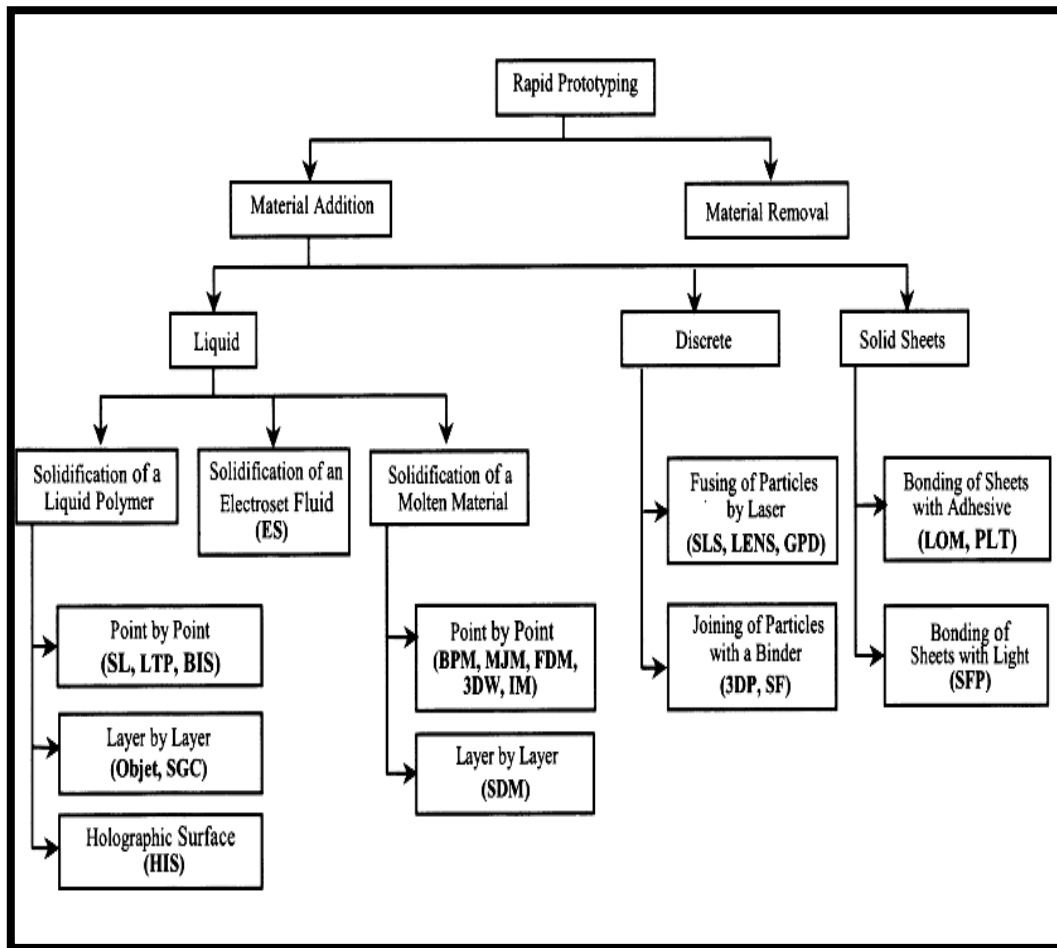 Rapid Prototyping
Material Addition
Material Removal
Liquid
Discrete
Solid Sheets
Solidification of a
Liquid Polymer
Solidification of an
Electroset Fluid
(ES)
Solidification of a
Molten Material
Fusing of Particles
by Laser
(SLS, LENS, GPD)
Bonding of Sheets
with Adhesive
(LOM, PLT)
Point by Point
(SL, LTP, BIS)
Point by Point
(BPM, MJM, FDM,
3DW, IM)
Joining of Particles
with a Binder
(3DP, SF)
Bonding of
Sheets with Light
(SFP)
Layer by Layer
(Objet, SGC)
Layer by Layer
(SDM)
Holographic Surface
(HIS)